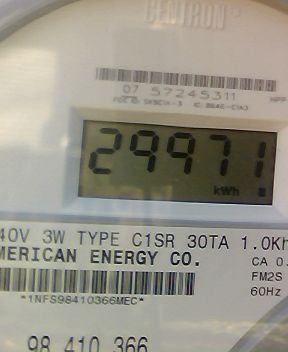 CENTRON
07 57245311
29971
kWh
40V 3W TYPE C1SR 30TA 1.0Kh
MERICAN ENERGY CO.
CA 0.
FM2S
60Hz
*1NFS98410366MEC*
98 410 366